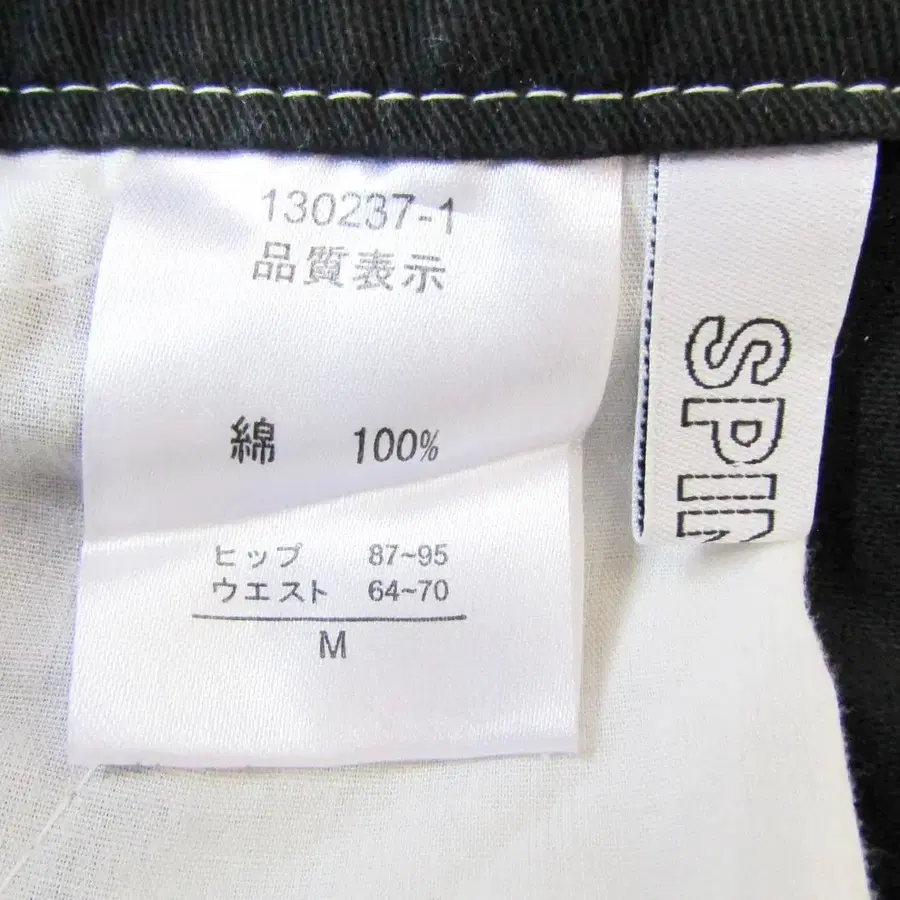 130237-1
品質表示
綿 100%
ヒップ 87~95
ウエスト 64~70
M
SPIN